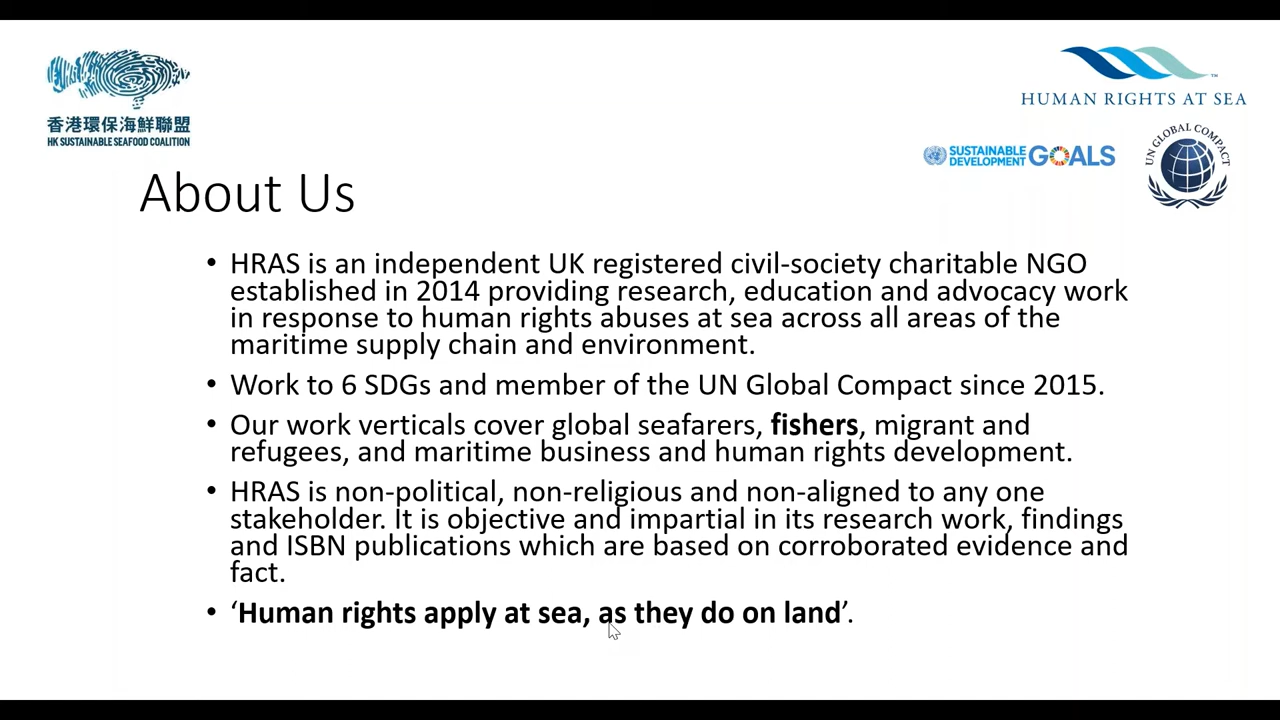 香港環保海鮮聯盟
HK SUSTAINABLE SEAFOOD COALITION
HUMAN RIGHTS AT SEA
TM
SUSTAINABLE
DEVELOPMENT
GOALS
UN GLOBAL COMPACT
About Us
• HRAS is an independent UK registered civil-society charitable NGO
established in 2014 providing research, education and advocacy work
in response to human rights abuses at sea across all areas of the
maritime supply chain and environment.
• Work to 6 SDGs and member of the UN Global Compact since 2015.
• Our work verticals cover global seafarers, fishers, migrant and
refugees, and maritime business and human rights development.
• HRAS is non-political, non-religious and non-aligned to any one
stakeholder. It is objective and impartial in its research work, findings
and ISBN publications which are based on corroborated evidence and
fact.
• ‘Human rights apply at sea, as they do on land’.